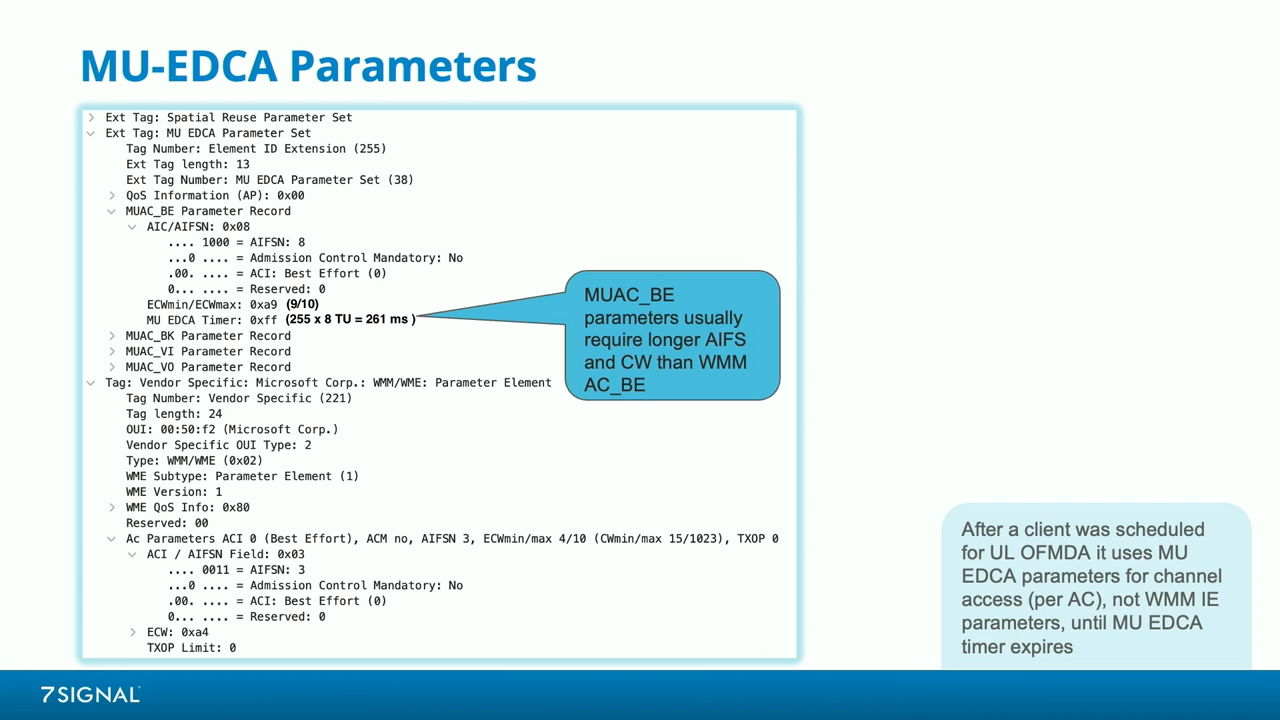 MU-EDCA Parameters
Ext Tag: Spatial Reuse Parameter Set
Ext Tag: MU EDCA Parameter Set
Tag Number: Element ID Extension (255)
Ext Tag length: 13
Ext Tag Number: MU EDCA Parameter Set (38)
QoS Information (AP): 0x00
MUAC_BE Parameter Record
AIC/AIFSN: 0x08
.... 1000 = AIFSN: 8
...0 .... = Admission Control Mandatory: No
.00. .... = ACI: Best Effort (0)
0... .... = Reserved: 0
ECWmin/ECWmax: 0xa9 (9/10)
MU EDCA Timer: 0xff (255 x 8 TU = 261 ms )
MUAC_BK Parameter Record
MUAC_VI Parameter Record
MUAC_VO Parameter Record
Tag: Vendor Specific: Microsoft Corp.: WMM/WME: Parameter Element
Tag Number: Vendor Specific (221)
Tag length: 24
OUI: 00:50:f2 (Microsoft Corp.)
Vendor Specific OUI Type: 2
Type: WMM/WME (0x02)
WME Subtype: Parameter Element (1)
WME Version: 1
WME QoS Info: 0x80
Reserved: 00
Ac Parameters ACI 0 (Best Effort), ACM no, AIFSN 3, ECWmin/max 4/10 (CWmin/max 15/1023), TXOP 0
ACI / AIFSN Field: 0x03
.... 0011 = AIFSN: 3
...0 .... = Admission Control Mandatory: No
.00. .... = ACI: Best Effort (0)
0... .... = Reserved: 0
ECW: 0xa4
TXOP Limit: 0
MUAC_BE
parameters usually
require longer AIFS
and CW than WMM
AC_BE
After a client was scheduled
for UL OFMDA it uses MU
EDCA parameters for channel
access (per AC), not WMM IE
parameters, until MU EDCA
timer expires
7SIGNAL